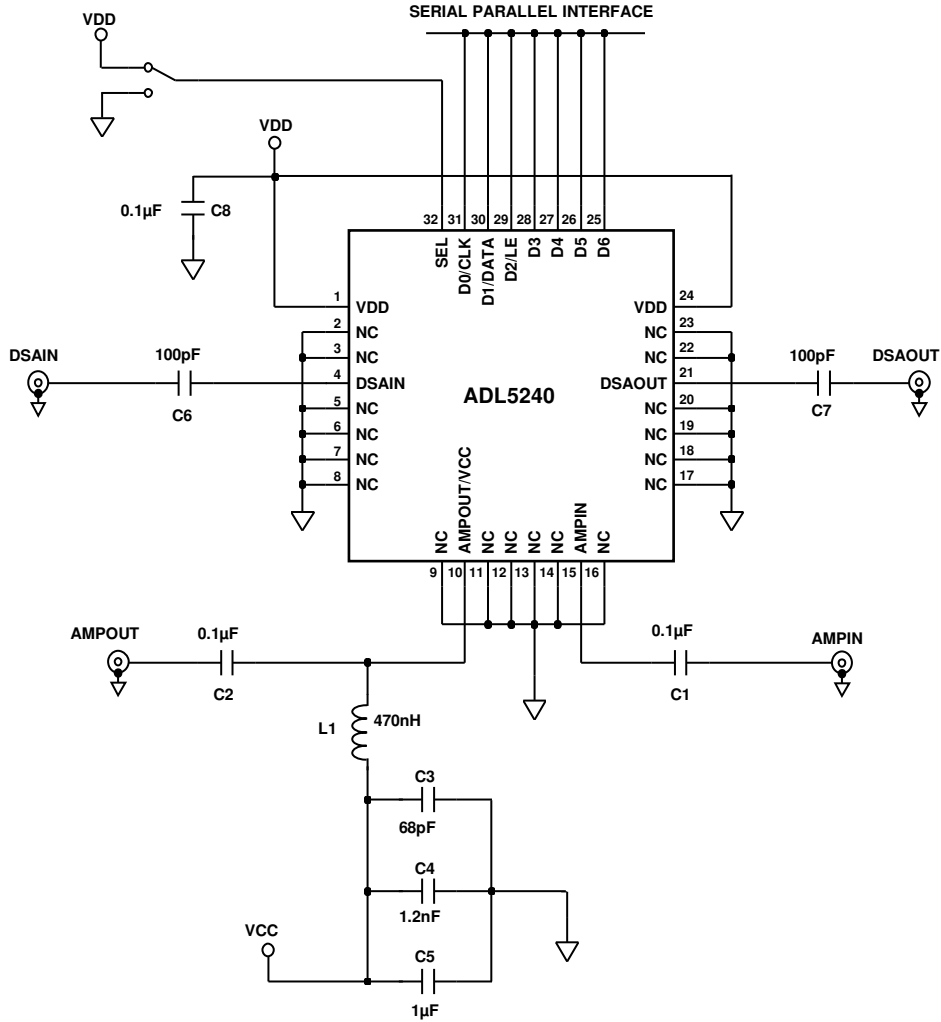 SERIAL PARALLEL INTERFACE
VDD
VDD
0.1µF
C8
32 31 30 29 28 27 26 25
SEL
D0/CLK
D1/DATA
D2/LE
D3
D4
D5
D6
1 VDD
2 NC
3 NC
4 DSAIN
5 NC
6 NC
7 NC
8 NC
VDD 24
NC 23
NC 22
DSAOUT 21
NC 20
NC 19
NC 18
NC 17
DSAIN
100pF
C6
ADL5240
100pF
C7
DSAOUT
NC
AMPOUT/VCC
NC
NC
NC
NC
AMPIN
NC
9 10 11 12 13 14 15 16
AMPOUT
0.1µF
C2
0.1µF
C1
AMPIN
L1
470nH
C3
68pF
C4
1.2nF
VCC
C5
1µF